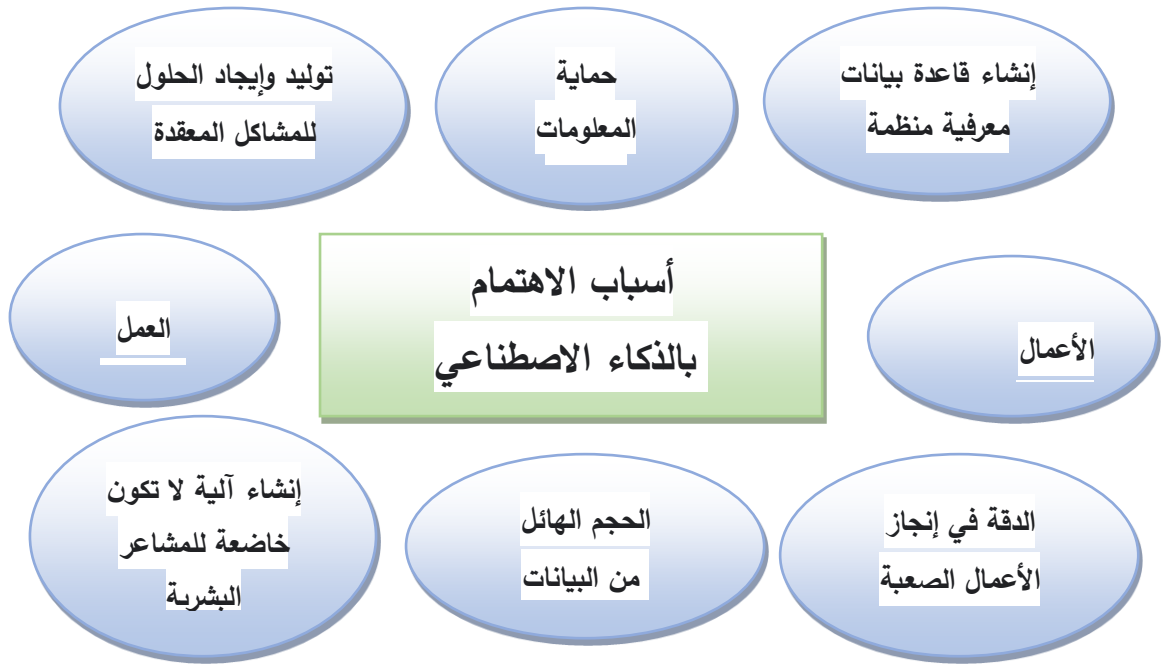 إنشاء قاعدة بيانات
معرفية منظمة
حماية
المعلومات
توليد وإيجاد الحلول
للمشاكل المعقدة
أسباب الاهتمام
بالذكاء الاصطناعي
الأعمال
العمل
الدقة في إنجاز
الأعمال الصعبة
الحجم الهائل
من البيانات
إنشاء آلية لا تكون
خاضعة للمشاعر
البشرية